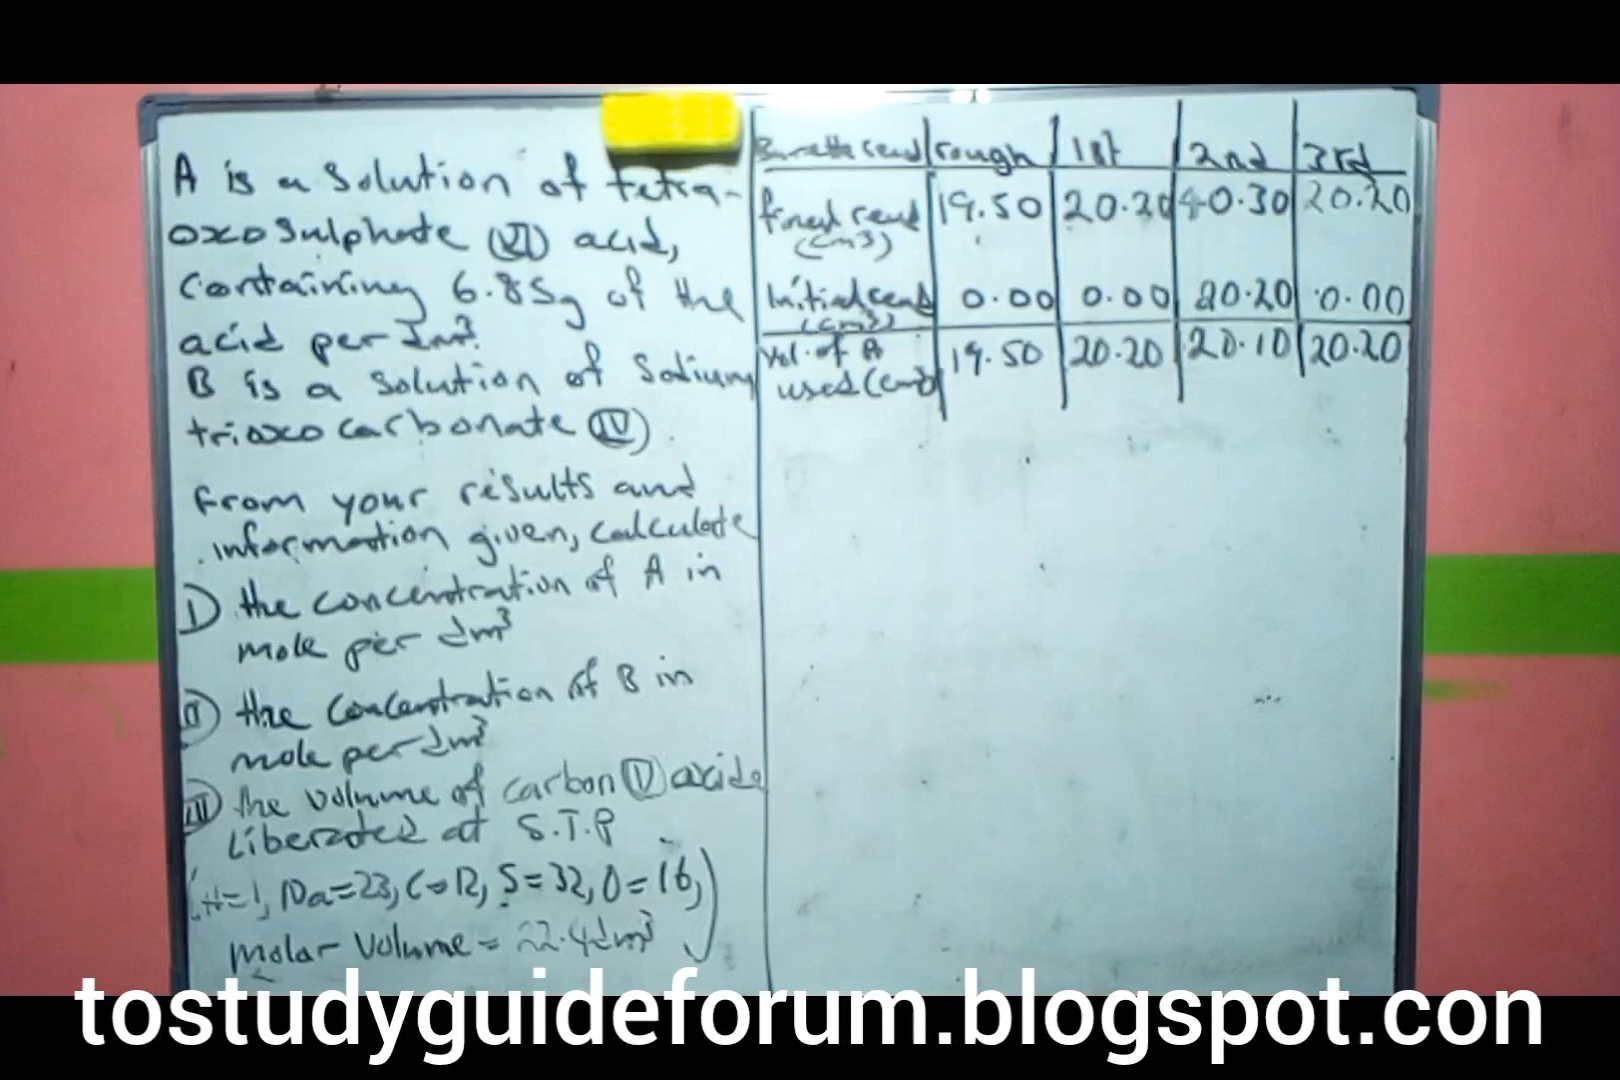 A is a solution of tetra-
oxosulphate (VI) acid,
containing 6.85g of the
acid per dm³.
B is a solution of Sodium
trioxocarbonate (IV).
From your results and
information given, calculate
I) the concentration of A in
mole per dm³
II) the concentration of B in
mole per dm³
III) the volume of carbon (IV) oxide
liberated at S.T.P
(H=1, Na=23, C=12, S=32, O=16,
molar volume = 22.4dm³)
Burette read rough 1st 2nd 3rd
final read 19.50 20.20 40.30 20.20
(cm3)
Initial read 0.00 0.00 20.20 0.00
(cm3)
Vol. of A 19.50 20.20 20.10 20.20
used (cm3)
tostudyguideforum.blogspot.con